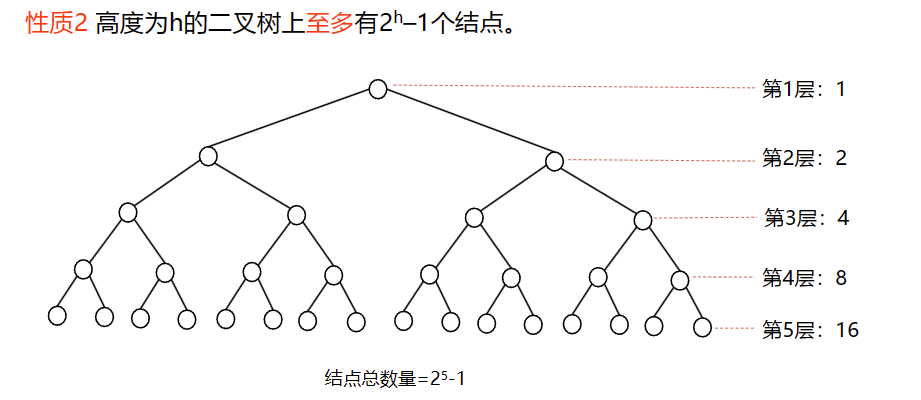 性质2 高度为h的二叉树上至多有2ʰ–1个结点。
第1层：1
第2层：2
第3层：4
第4层：8
第5层：16
结点总数量=2⁵-1